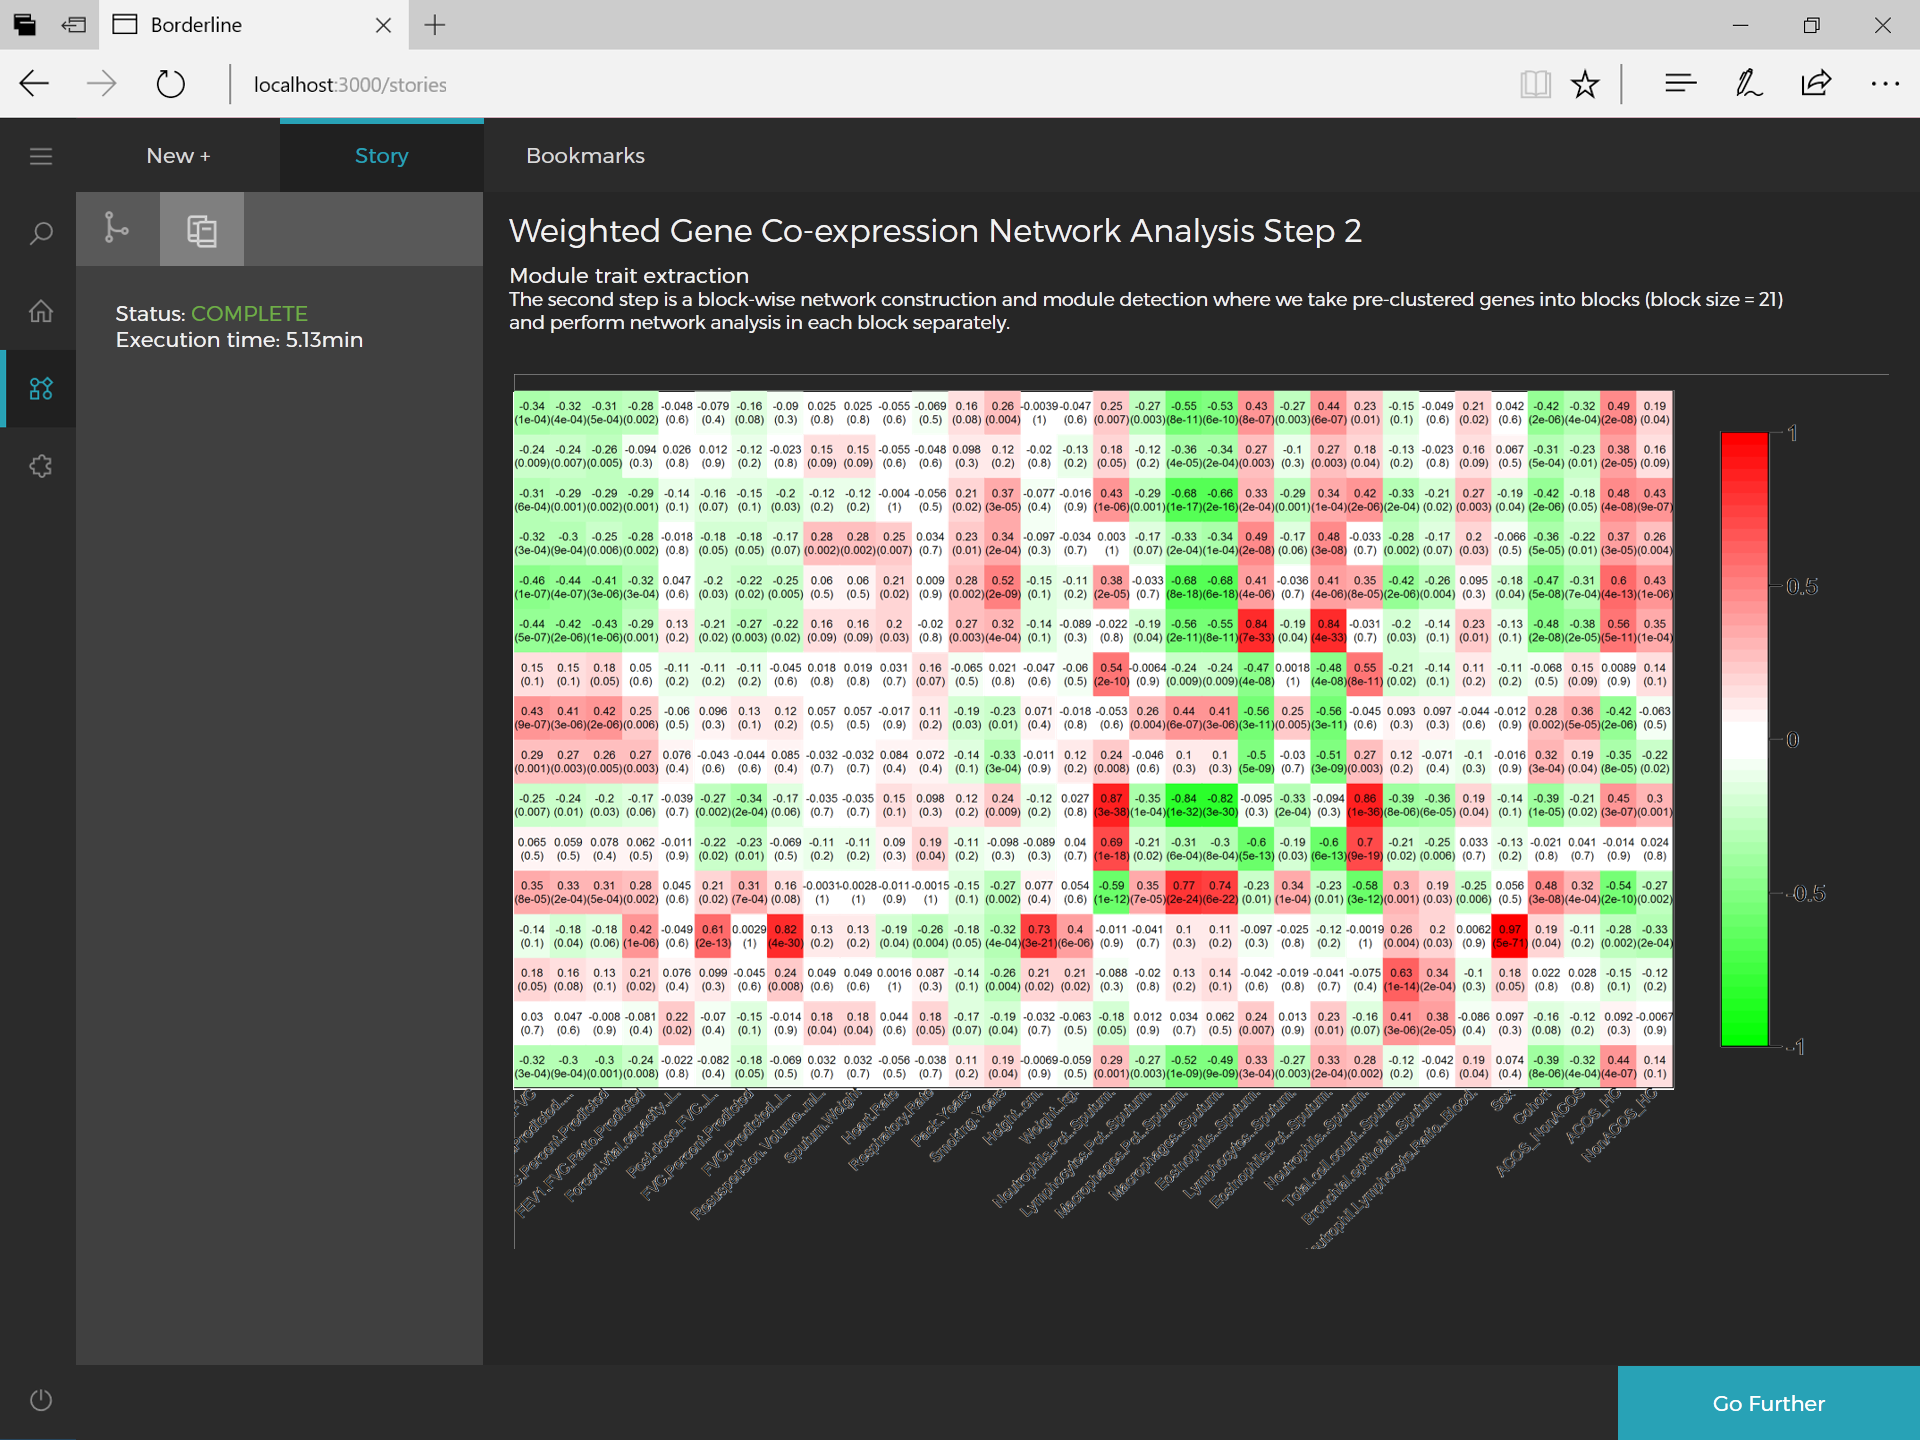 Borderline
localhost:3000/stories
New +
Story
Bookmarks
Status: COMPLETE
Execution time: 5.13min
Weighted Gene Co-expression Network Analysis Step 2
Module trait extraction
The second step is a block-wise network construction and module detection where we take pre-clustered genes into blocks (block size = 21)
and perform network analysis in each block separately.
-0.34 -0.32 -0.31 -0.28 -0.048 -0.079 -0.16 -0.09 0.025 0.025 -0.055 -0.069 0.16 0.26 -0.0039 -0.047 0.25 -0.27 -0.55 -0.53 0.43 -0.27 0.44 0.23 -0.15 -0.049 0.21 0.042 -0.42 -0.32 0.49 0.19
(1e-04)(4e-04)(5e-04)(0.002) (0.6) (0.4) (0.08) (0.3) (0.8) (0.8) (0.6) (0.5) (0.08) (0.004) (1) (0.6) (0.007)(0.003)(8e-11)(6e-10)(8e-07)(0.003)(6e-07) (0.01) (0.1) (0.6) (0.02) (0.6) (2e-06)(4e-04)(2e-08) (0.04)
-0.24 -0.24 -0.26 -0.094 0.026 0.012 -0.12 -0.023 0.15 0.15 -0.055 -0.048 0.098 0.12 -0.02 -0.13 0.18 -0.12 -0.36 -0.34 0.27 -0.1 0.27 0.18 -0.13 -0.023 0.16 0.067 -0.31 -0.23 0.38 0.16
(0.009)(0.007)(0.005) (0.3) (0.8) (0.9) (0.2) (0.8) (0.09) (0.09) (0.6) (0.6) (0.3) (0.2) (0.8) (0.2) (0.05) (0.2) (4e-05)(2e-04)(0.003) (0.3) (0.003) (0.04) (0.2) (0.8) (0.09) (0.5) (5e-04) (0.01) (2e-05) (0.09)
-0.31 -0.29 -0.29 -0.29 -0.14 -0.16 -0.15 -0.2 -0.12 -0.12 -0.004 -0.056 0.21 0.37 -0.077 -0.016 0.43 -0.29 -0.68 -0.66 0.33 -0.29 0.34 0.42 -0.33 -0.21 0.27 -0.19 -0.42 -0.18 0.48 0.43
(6e-04)(0.001)(0.002)(0.001) (0.1) (0.07) (0.1) (0.03) (0.2) (0.2) (1) (0.5) (0.02) (3e-05) (0.4) (0.9) (1e-06)(0.001)(1e-17)(2e-16)(2e-04)(0.001)(1e-04)(2e-06)(2e-04) (0.02) (0.003) (0.04) (2e-06) (0.05) (4e-08)(9e-07)
-0.32 -0.3 -0.25 -0.28 -0.018 -0.18 -0.18 -0.17 0.28 0.28 0.25 0.034 0.23 0.34 -0.097 -0.034 0.003 -0.17 -0.33 -0.34 0.49 -0.17 0.48 -0.033 -0.28 -0.17 0.2 -0.066 -0.36 -0.22 0.37 0.26
(3e-04)(9e-04)(0.006)(0.002) (0.8) (0.05) (0.05) (0.07) (0.002)(0.002)(0.007) (0.7) (0.01) (2e-04) (0.3) (0.7) (1) (0.07) (2e-04)(1e-04)(2e-08) (0.06) (3e-08) (0.7) (0.002) (0.07) (0.03) (0.5) (5e-05) (0.01) (3e-05)(0.004)
-0.46 -0.44 -0.41 -0.32 0.047 -0.2 -0.22 -0.25 0.06 0.06 0.21 0.009 0.28 0.52 -0.15 -0.11 0.38 -0.033 -0.68 -0.68 0.41 -0.036 0.41 0.35 -0.42 -0.26 0.095 -0.18 -0.47 -0.31 0.6 0.43
(1e-07)(4e-07)(3e-06)(3e-04) (0.6) (0.03) (0.02) (0.005) (0.5) (0.5) (0.02) (0.9) (0.002)(2e-09) (0.1) (0.2) (2e-05) (0.7) (8e-18)(6e-18)(4e-06) (0.7) (4e-06)(8e-05)(2e-06)(0.004) (0.3) (0.04) (5e-08)(7e-04)(4e-13)(1e-06)
-0.44 -0.42 -0.43 -0.29 0.13 -0.21 -0.27 -0.22 0.16 0.16 0.2 -0.02 0.27 0.32 -0.14 -0.089 -0.022 -0.19 -0.56 -0.55 0.84 -0.19 0.84 -0.031 -0.2 -0.14 0.23 -0.13 -0.48 -0.38 0.56 0.35
(5e-07)(2e-06)(1e-06)(0.001) (0.2) (0.02) (0.003) (0.02) (0.09) (0.09) (0.03) (0.8) (0.003)(4e-04) (0.1) (0.3) (0.8) (0.04) (2e-11)(8e-11)(7e-33) (0.04) (4e-33) (0.7) (0.03) (0.1) (0.01) (0.1) (2e-08)(2e-05)(5e-11)(1e-04)
0.15 0.15 0.18 0.05 -0.11 -0.11 -0.11 -0.045 0.018 0.019 0.031 0.16 -0.065 0.021 -0.047 -0.06 0.54 -0.0064 -0.24 -0.24 -0.47 0.0018 -0.48 0.55 -0.21 -0.14 0.11 -0.11 -0.068 0.15 0.0089 0.14
(0.1) (0.1) (0.05) (0.6) (0.2) (0.2) (0.2) (0.6) (0.8) (0.8) (0.7) (0.07) (0.5) (0.8) (0.6) (0.5) (2e-10) (0.9) (0.009)(0.009)(4e-08) (1) (4e-08)(8e-11) (0.02) (0.1) (0.2) (0.2) (0.5) (0.09) (0.9) (0.1)
0.43 0.41 0.42 0.25 -0.06 0.096 0.13 0.12 0.057 0.057 -0.017 0.11 -0.19 -0.23 0.071 -0.018 -0.053 0.26 0.44 0.41 -0.56 0.25 -0.56 -0.045 0.093 0.097 -0.044 -0.012 0.28 0.36 -0.42 -0.063
(9e-07)(3e-06)(2e-06)(0.006) (0.5) (0.3) (0.1) (0.2) (0.5) (0.5) (0.9) (0.2) (0.03) (0.01) (0.4) (0.8) (0.6) (0.004)(6e-07)(3e-06)(3e-11)(0.005)(3e-11) (0.6) (0.3) (0.3) (0.6) (0.9) (0.002)(5e-05)(2e-06) (0.5)
0.29 0.27 0.26 0.27 0.076 -0.043 -0.044 0.085 -0.032 -0.032 0.084 0.072 -0.14 -0.33 -0.011 0.12 0.24 -0.046 0.1 0.1 -0.5 -0.03 -0.51 0.27 0.12 -0.071 -0.1 -0.016 0.32 0.19 -0.35 -0.22
(0.001)(0.003)(0.005)(0.003) (0.4) (0.6) (0.6) (0.4) (0.7) (0.7) (0.4) (0.4) (0.1) (3e-04) (0.9) (0.2) (0.008) (0.6) (0.3) (0.3) (5e-09) (0.7) (3e-09)(0.003) (0.2) (0.4) (0.3) (0.9) (3e-04) (0.04) (8e-05) (0.02)
-0.25 -0.24 -0.2 -0.17 -0.039 -0.27 -0.34 -0.17 -0.035 -0.035 0.15 0.098 0.12 0.24 -0.12 0.027 0.87 -0.35 -0.84 -0.82 -0.095 -0.33 -0.094 0.86 -0.39 -0.36 0.19 -0.14 -0.39 -0.21 0.45 0.3
(0.007) (0.01) (0.03) (0.06) (0.7) (0.002)(2e-04) (0.06) (0.7) (0.7) (0.1) (0.3) (0.2) (0.009) (0.2) (0.8) (3e-38)(1e-04)(1e-32)(3e-30) (0.3) (2e-04) (0.3) (1e-36)(8e-06)(6e-05) (0.04) (0.1) (1e-05) (0.02) (3e-07)(0.001)
0.065 0.059 0.078 0.062 -0.011 -0.22 -0.23 -0.069 -0.11 -0.11 0.09 0.19 -0.11 -0.098 -0.089 0.04 0.69 -0.21 -0.31 -0.3 -0.6 -0.19 -0.6 0.7 -0.21 -0.25 0.033 -0.13 -0.021 0.041 -0.014 0.024
(0.5) (0.5) (0.4) (0.5) (0.9) (0.02) (0.01) (0.5) (0.2) (0.2) (0.3) (0.04) (0.2) (0.3) (0.3) (0.7) (1e-18) (0.02) (6e-04)(8e-04)(5e-13) (0.03) (6e-13)(9e-19) (0.02) (0.006) (0.7) (0.2) (0.8) (0.7) (0.9) (0.8)
0.35 0.33 0.31 0.28 0.045 0.21 0.31 0.16 -0.0031 -0.0028 -0.011 -0.0015 -0.15 -0.27 0.077 0.054 -0.59 0.35 0.77 0.74 -0.23 0.34 -0.23 -0.58 0.3 0.19 -0.25 0.056 0.48 0.32 -0.54 -0.27
(8e-05)(2e-04)(5e-04)(0.002) (0.6) (0.02) (7e-04) (0.08) (1) (1) (0.9) (1) (0.1) (0.002) (0.4) (0.6) (1e-12)(7e-05)(2e-24)(6e-22) (0.01) (1e-04) (0.01) (3e-12)(0.001) (0.03) (0.006) (0.5) (3e-08)(4e-04)(2e-10)(0.002)
-0.14 -0.18 -0.18 0.42 -0.049 0.61 0.0029 0.82 0.13 0.13 -0.19 -0.26 -0.18 -0.32 0.73 0.4 -0.011 -0.041 0.1 0.11 -0.097 -0.025 -0.12 -0.0019 0.26 0.2 0.0062 0.97 0.19 -0.11 -0.28 -0.33
(0.1) (0.04) (0.06) (1e-06) (0.6) (2e-13) (1) (4e-30) (0.2) (0.2) (0.04) (0.004) (0.05) (4e-04)(3e-21)(6e-06) (0.9) (0.7) (0.3) (0.2) (0.3) (0.8) (0.2) (1) (0.004) (0.03) (0.9) (5e-71) (0.04) (0.2) (0.002)(2e-04)
0.18 0.16 0.13 0.21 0.076 0.099 -0.045 0.24 0.049 0.049 0.0016 0.087 -0.14 -0.26 0.21 0.21 -0.088 -0.02 0.13 0.14 -0.042 -0.019 -0.041 -0.075 0.63 0.34 -0.1 0.18 0.022 0.028 -0.15 -0.12
(0.05) (0.08) (0.1) (0.02) (0.4) (0.3) (0.6) (0.008) (0.6) (0.6) (1) (0.3) (0.1) (0.004) (0.02) (0.02) (0.3) (0.8) (0.2) (0.1) (0.6) (0.8) (0.7) (0.4) (1e-14)(2e-04) (0.3) (0.05) (0.8) (0.8) (0.1) (0.2)
0.03 0.047 -0.008 -0.081 0.22 -0.07 -0.15 -0.014 0.18 0.18 0.044 0.18 -0.17 -0.19 -0.032 -0.063 -0.18 0.012 0.034 0.062 0.24 0.013 0.23 -0.16 0.41 0.38 -0.086 0.097 -0.16 -0.12 0.092 -0.0067
(0.7) (0.6) (0.9) (0.4) (0.02) (0.4) (0.1) (0.9) (0.04) (0.04) (0.6) (0.05) (0.07) (0.04) (0.7) (0.5) (0.05) (0.9) (0.7) (0.5) (0.007) (0.9) (0.01) (0.07) (3e-06)(2e-05) (0.4) (0.3) (0.08) (0.2) (0.3) (0.9)
-0.32 -0.3 -0.3 -0.24 -0.022 -0.082 -0.18 -0.069 0.032 0.032 -0.056 -0.038 0.11 0.19 -0.0069 -0.059 0.29 -0.27 -0.52 -0.49 0.33 -0.27 0.33 0.28 -0.12 -0.042 0.19 0.074 -0.39 -0.32 0.44 0.14
(3e-04)(9e-04)(0.001)(0.008) (0.8) (0.4) (0.05) (0.5) (0.7) (0.7) (0.5) (0.7) (0.2) (0.04) (0.9) (0.5) (0.001)(0.003)(1e-09)(9e-09)(3e-04)(0.003)(2e-04)(0.002) (0.2) (0.6) (0.04) (0.4) (8e-06)(4e-04)(4e-07) (0.1)
1
0.5
0
-0.5
-1
FEV1.FVC.Ratio.Predicted
Forced.vital.capacity..L.
Post.dose.FVC..L.
FVC.Percent.Predicted
FVC.Predicted.L.
Resuspension.Volume..mL.
Sputum.Weight
Heart.Rate
Respiratory.Rate
Pack.Years
Smoking.Years
Height..cm.
Weight..kg.
Neutrophils.Pct..Sputum.
Lymphocytes.Pct..Sputum.
Macrophages.Pct..Sputum.
Macrophages..Sputum.
Eosinophils..Sputum.
Lymphocytes..Sputum.
Eosinophils.Pct..Sputum.
Neutrophils..Sputum.
Total.cell.count..Sputum.
Bronchial.epithelial..Sputum.
Sex
Cohort
ACOS_NonACOS
ACOS_HC
NonACOS_HC
Go Further